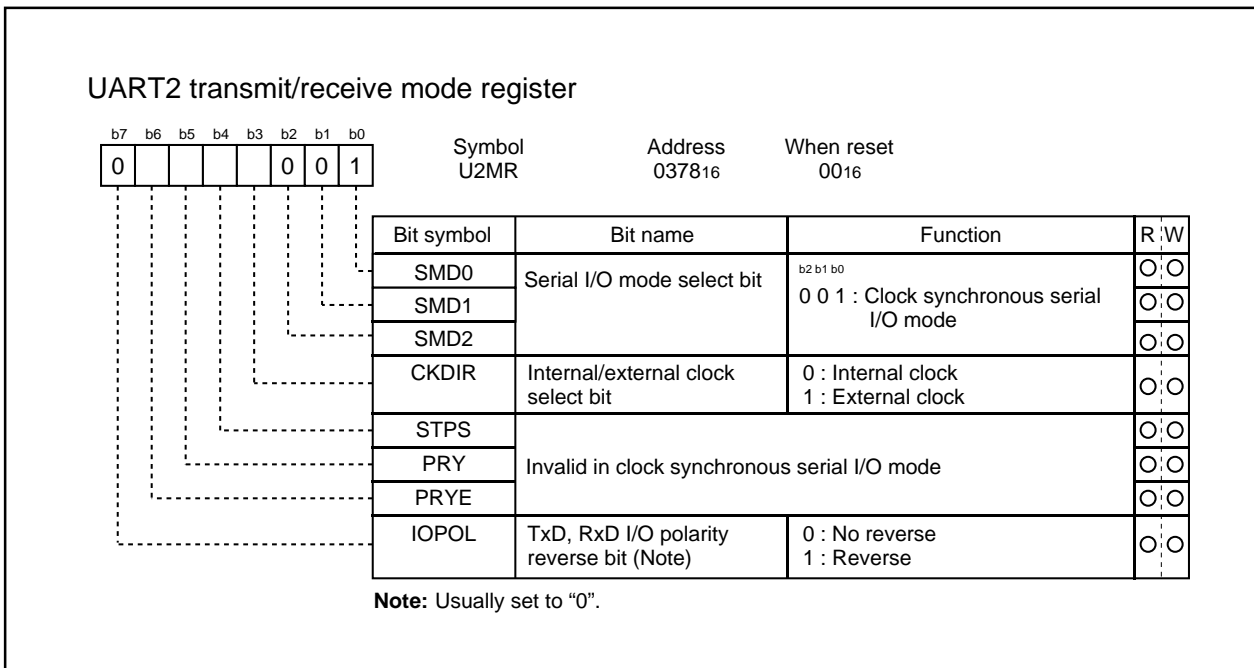 UART2 transmit/receive mode register
b7 b6 b5 b4 b3 b2 b1 b0
0 0 0 1
Symbol Address When reset
U2MR 037816 0016
Bit symbol Bit name Function R W
SMD0 Serial I/O mode select bit b2 b1 b0
SMD1 0 0 1 : Clock synchronous serial
I/O mode
SMD2
CKDIR Internal/external clock 0 : Internal clock
select bit 1 : External clock
STPS
PRY Invalid in clock synchronous serial I/O mode
PRYE
IOPOL TxD, RxD I/O polarity 0 : No reverse
reverse bit (Note) 1 : Reverse
Note: Usually set to “0”.